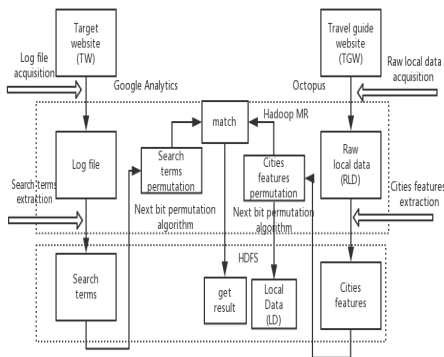 Target
website
(TW)
Travel guide
website
(TGW)
Log file
acquisition
Google Analytics
Octopus
Raw local data
acquisition
match
Hadoop MR
Log file
Search
terms
permutation
Cities
features
permutation
Raw
local data
(RLD)
Search terms
extraction
Next bit permutation
algorithm
Next bit permutation
algorithm
Cities features
extraction
HDFS
Search
terms
get
result
Local
Data
(LD)
Cities
features